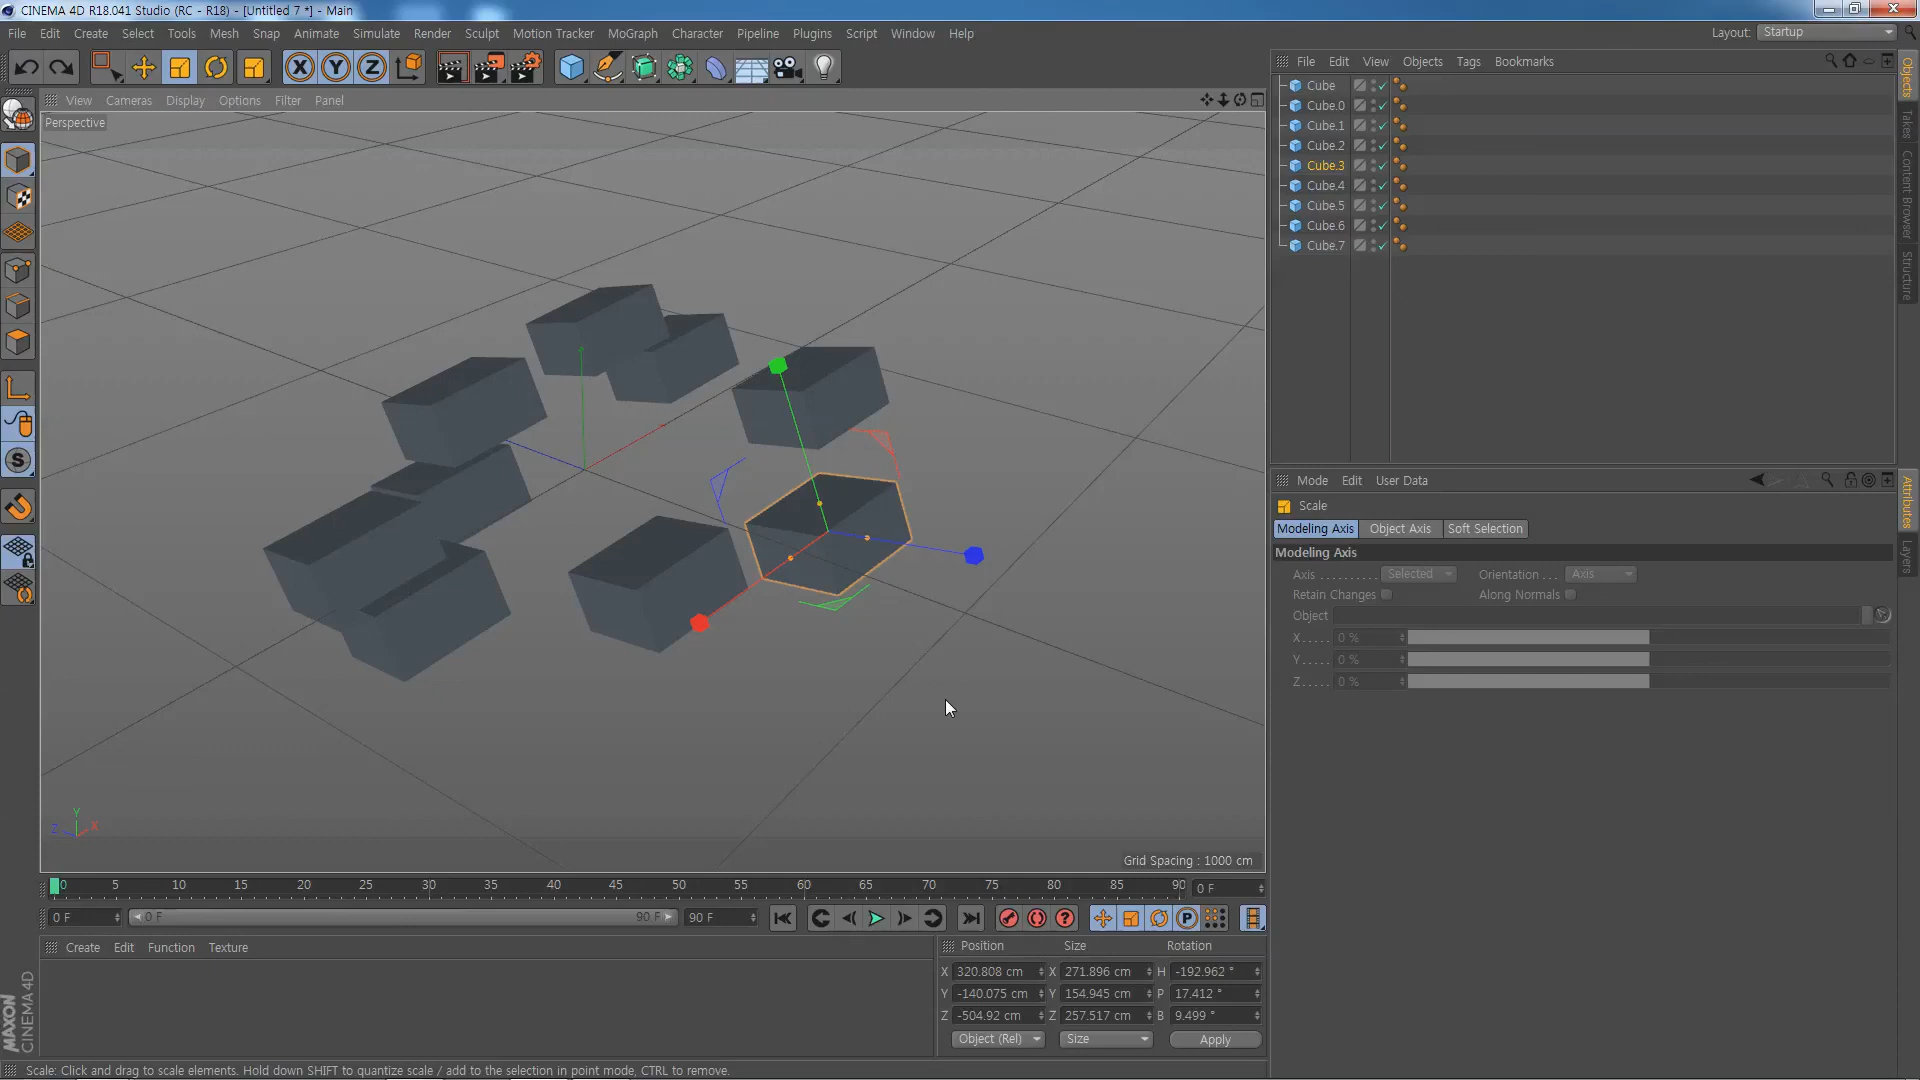 CINEMA 4D R18.041 Studio (RC - R18) - [Untitled 7 *] - Main
File Edit Create Select Tools Mesh Snap Animate Simulate Render Sculpt Motion Tracker MoGraph Character Pipeline Plugins Script Window Help
Layout: Startup
X Y Z
View Cameras Display Options Filter Panel
Perspective
File Edit View Objects Tags Bookmarks
Cube
Cube.0
Cube.1
Cube.2
Cube.3
Cube.4
Cube.5
Cube.6
Cube.7
Objects
Takes
Content Browser
Structure
Mode Edit User Data
Scale
Modeling Axis Object Axis Soft Selection
Modeling Axis
Axis . . . . . . . . . . Selected Orientation . . . Axis
Retain Changes Along Normals
Object
X . . . . . 0 %
Y . . . . . 0 %
Z . . . . . 0 %
Attributes
Layers
S
Y
Z X
Grid Spacing : 1000 cm
0 5 10 15 20 25 30 35 40 45 50 55 60 65 70 75 80 85 90 0 F
0 F 0 F 90 F 90 F ? P
Create Edit Function Texture
Position Size Rotation
X 320.808 cm X 271.896 cm H -192.962 °
Y -140.075 cm Y 154.945 cm P 17.412 °
Z -504.92 cm Z 257.517 cm B 9.499 °
Object (Rel) Size Apply
MAXON
CINEMA 4D
Scale: Click and drag to scale elements. Hold down SHIFT to quantize scale / add to the selection in point mode, CTRL to remove.